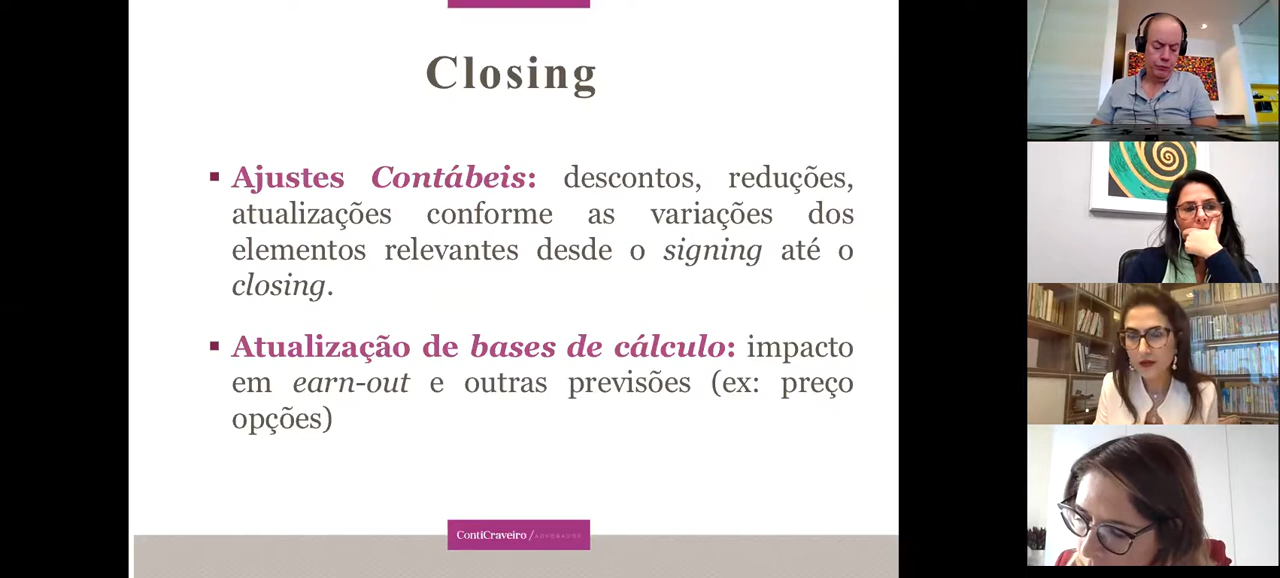 Closing
▪ Ajustes Contábeis: descontos, reduções,
atualizações conforme as variações dos
elementos relevantes desde o signing até o
closing.
▪ Atualização de bases de cálculo: impacto
em earn-out e outras previsões (ex: preço
opções)
ContiCraveiro / ADVOGADOS